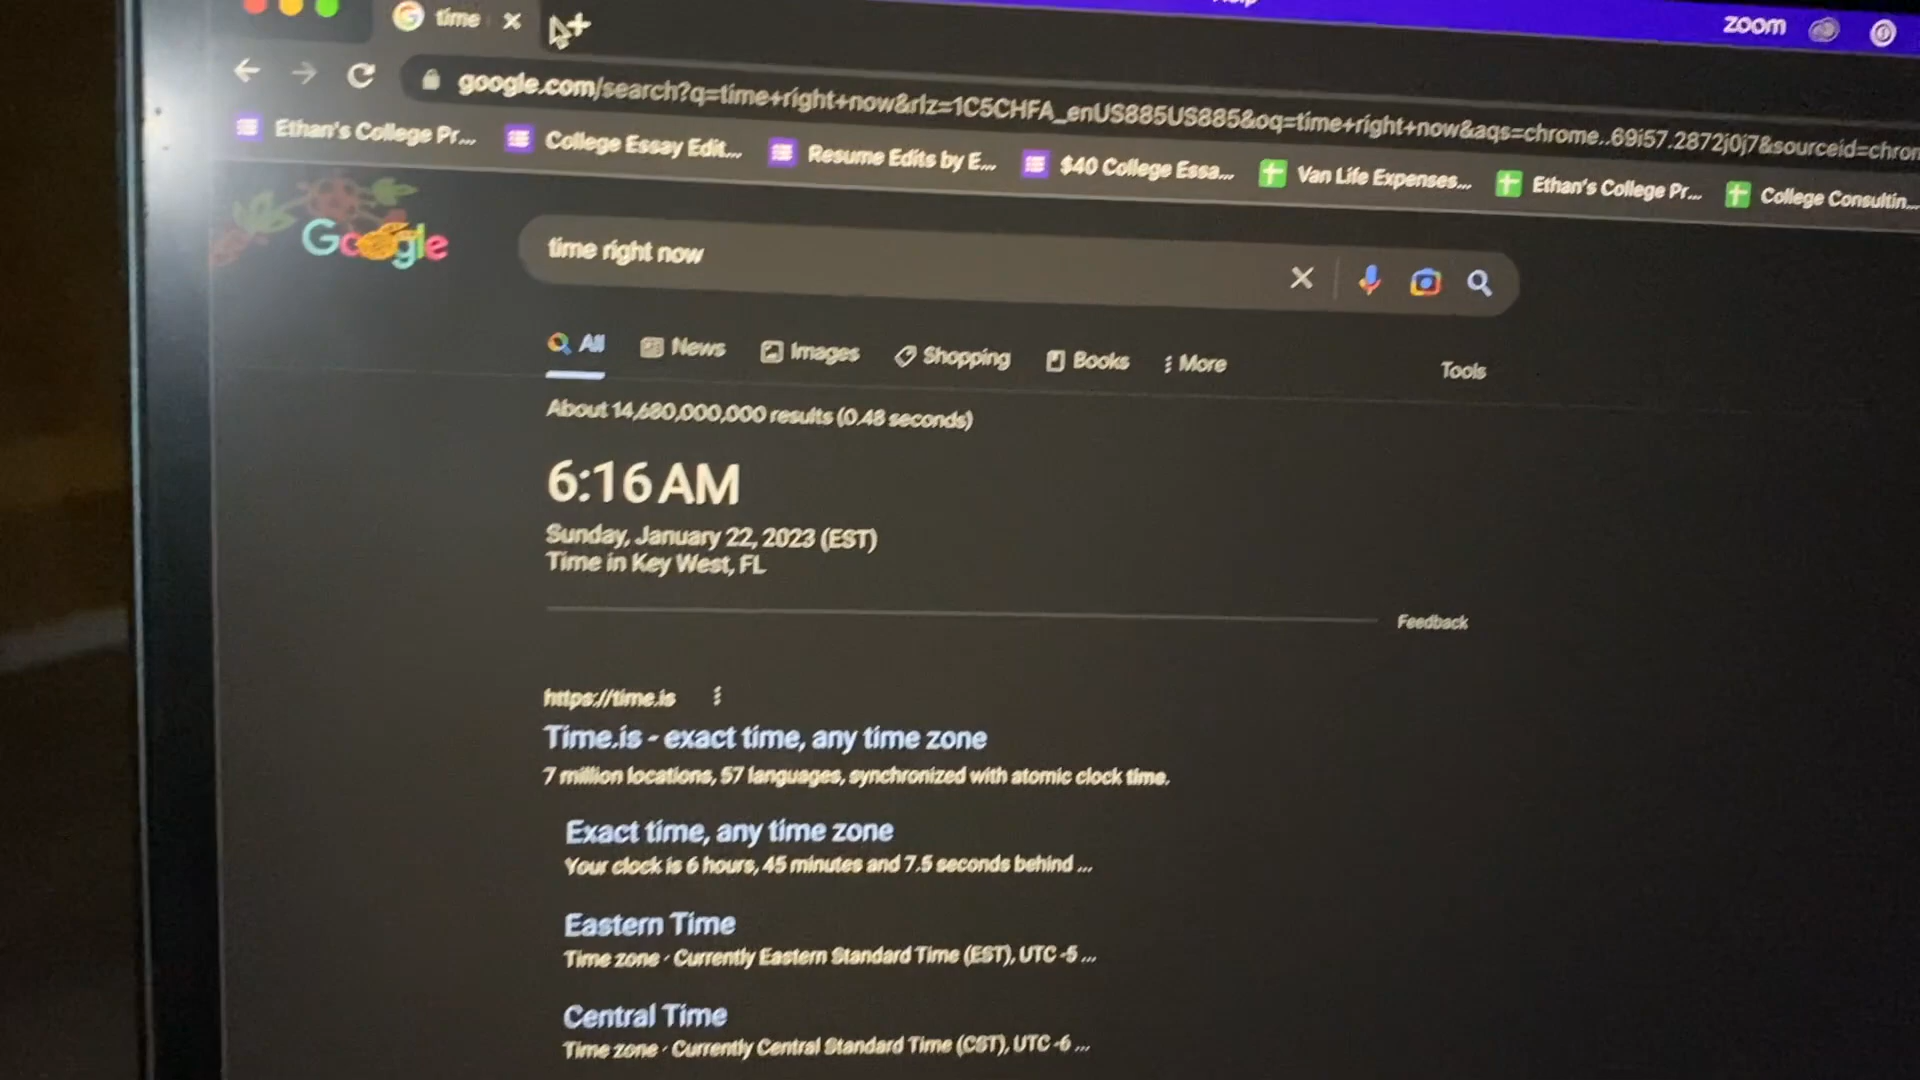 zoom
time
google.com/search?q=time+right+now&rlz=1C5CHFA_enUS885US885&oq=time+right+now&aqs=chrome..69i57.2872j0j7&sourceid=chrom
Ethan's College Pr... College Essay Edit... Resume Edits by E... $40 College Essa... Van Life Expenses... Ethan's College Pr... College Consultin...
Google
time right now
All News Images Shopping Books More Tools
About 14,680,000,000 results (0.48 seconds)
6:16 AM
Sunday, January 22, 2023 (EST)
Time in Key West, FL
Feedback
https://time.is
Time.is - exact time, any time zone
7 million locations, 57 languages, synchronized with atomic clock time.
Exact time, any time zone
Your clock is 6 hours, 45 minutes and 7.5 seconds behind ...
Eastern Time
Time zone · Currently Eastern Standard Time (EST), UTC -5 ...
Central Time
Time zone · Currently Central Standard Time (CST), UTC -6 ...